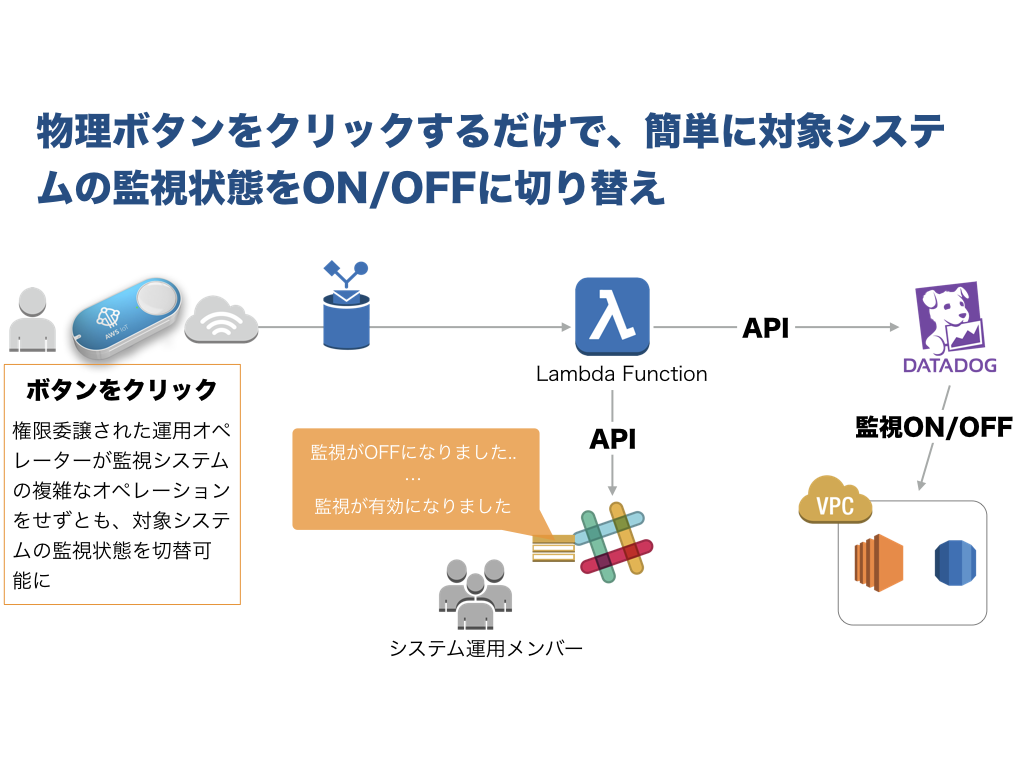 物理ボタンをクリックするだけで、簡単に対象システ
ムの監視状態をON/OFFに切り替え
AWS IoT
Lambda Function
API
DATADOG
ボタンをクリック
権限委譲された運用オペ
レーターが監視システム
の複雑なオペレーション
をせずとも、対象システ
ムの監視状態を切替可
能に
監視がOFFになりました..
…
監視が有効になりました
API
監視ON/OFF
VPC
システム運用メンバー